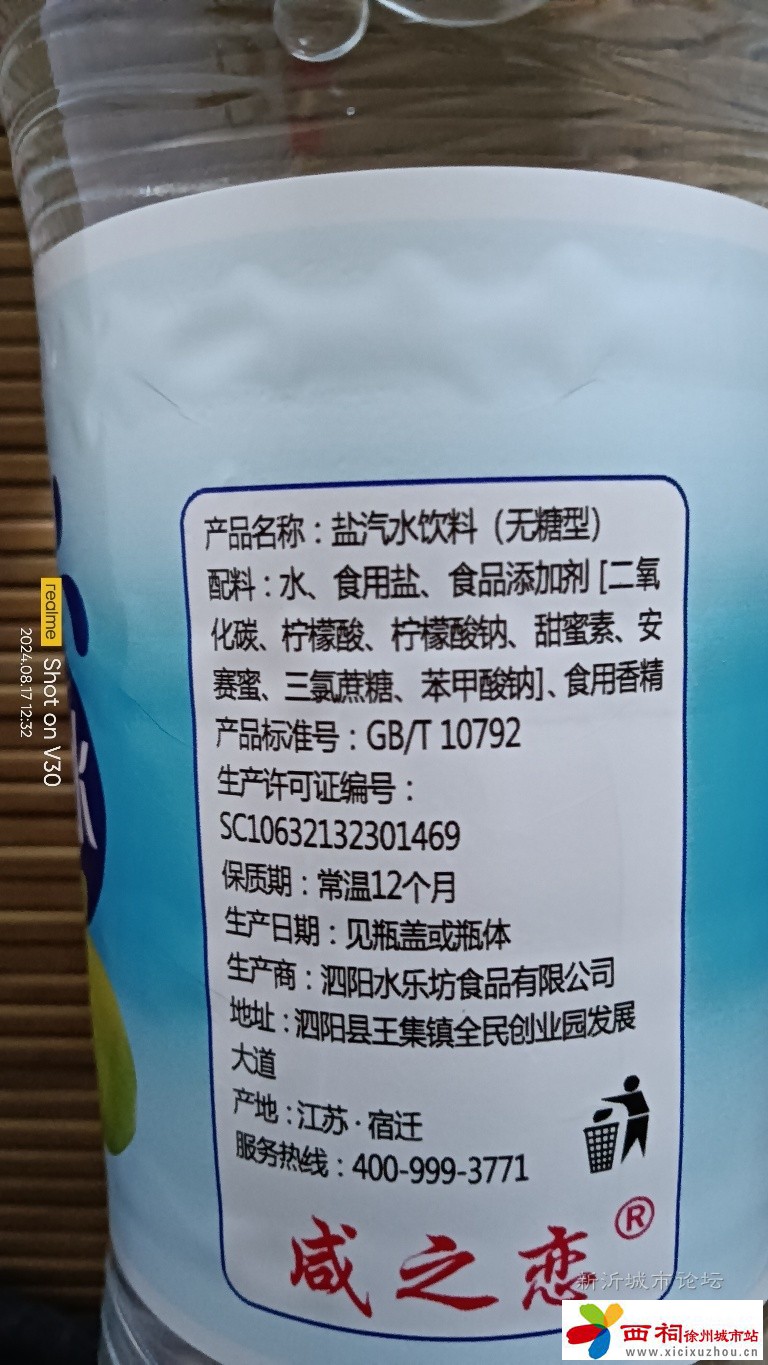 产品名称：盐汽水饮料（无糖型）
配料：水、食用盐、食品添加剂 [二氧
化碳、柠檬酸、柠檬酸钠、甜蜜素、安
赛蜜、三氯蔗糖、苯甲酸钠]、食用香精
产品标准号：GB/T 10792
生产许可证编号：
SC10632132301469
保质期：常温12个月
生产日期：见瓶盖或瓶体
生产商：泗阳水乐坊食品有限公司
地址：泗阳县王集镇全民创业园发展
大道
产地：江苏·宿迁
服务热线：400-999-3771
咸之恋®
水
realme
Shot on V30
2024.08.17 12:32
新沂城市论坛
西祠徐州城市站
www.xicixuzhou.cn